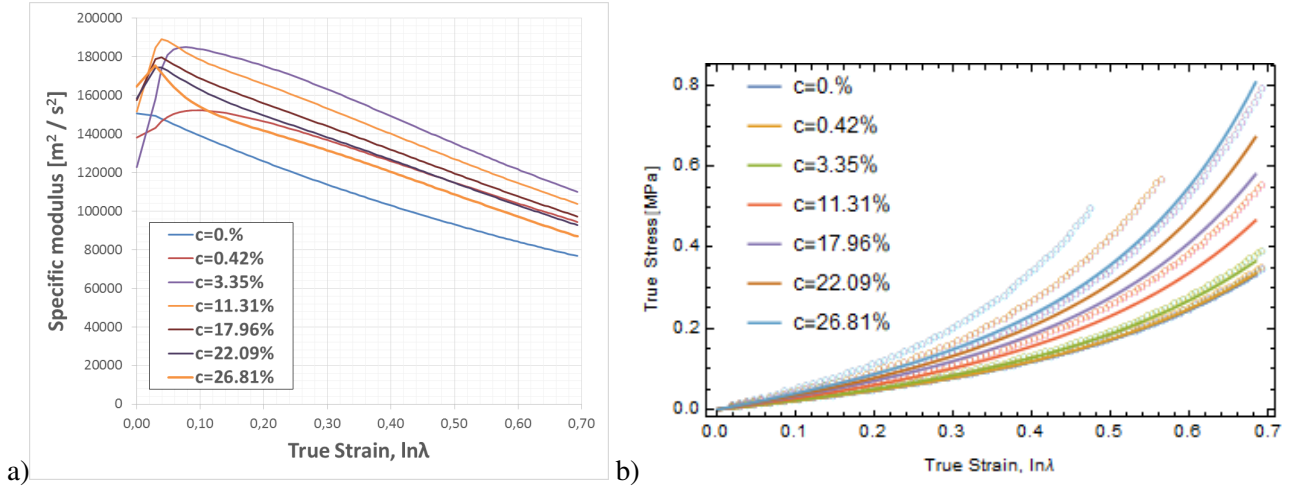 Specific modulus [m² / s²]
200000
180000
160000
140000
120000
100000
80000
60000
40000
20000
0
c=0.%
c=0.42%
c=3.35%
c=11.31%
c=17.96%
c=22.09%
c=26.81%
0,00 0,10 0,20 0,30 0,40 0,50 0,60 0,70
True Strain, lnλ
a)
True Stress[MPa]
0.8
0.6
0.4
0.2
0.0
c=0.%
c=0.42%
c=3.35%
c=11.31%
c=17.96%
c=22.09%
c=26.81%
0.0 0.1 0.2 0.3 0.4 0.5 0.6 0.7
True Strain, lnλ
b)